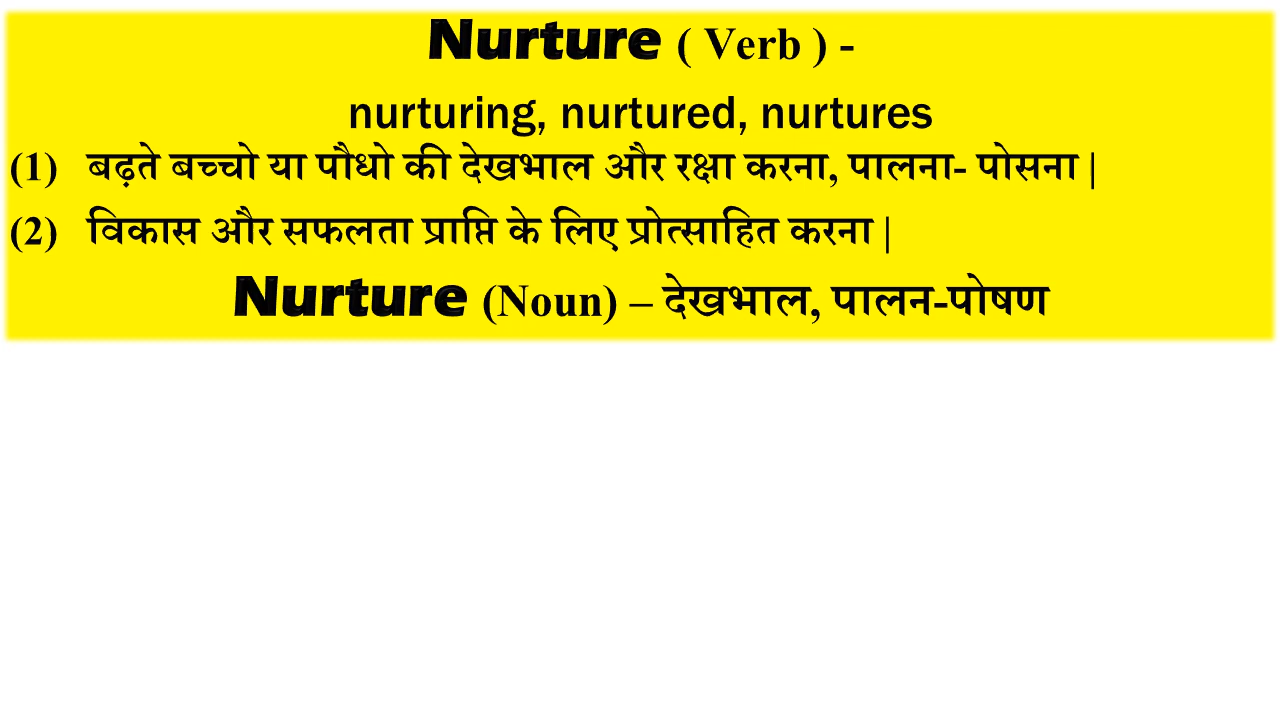 Nurture ( Verb ) -
nurturing, nurtured, nurtures
(1) बढ़ते बच्चो या पौधो की देखभाल और रक्षा करना, पालना- पोसना |
(2) विकास और सफलता प्राप्ति के लिए प्रोत्साहित करना |
Nurture (Noun) – देखभाल, पालन-पोषण